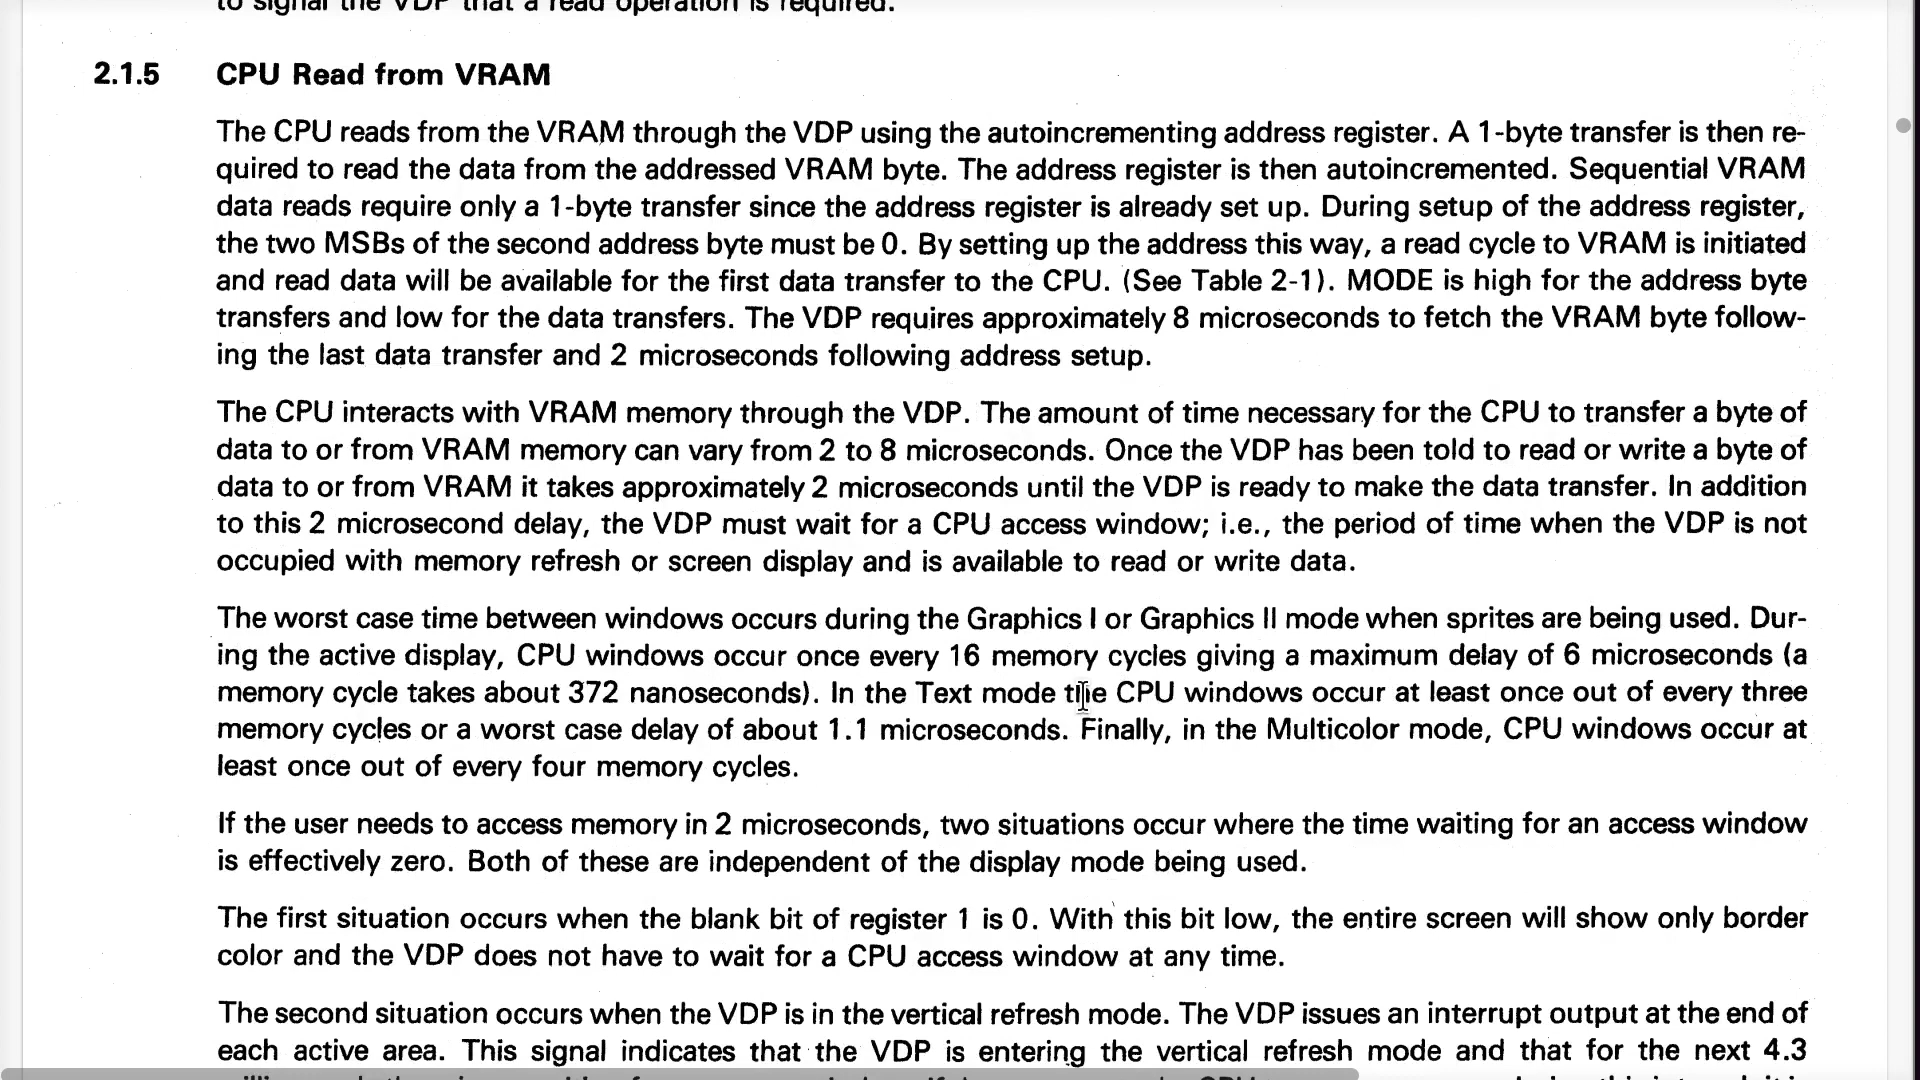 to signal the VDP that a read operation is required.
2.1.5 CPU Read from VRAM
The CPU reads from the VRAM through the VDP using the autoincrementing address register. A 1-byte transfer is then re-
quired to read the data from the addressed VRAM byte. The address register is then autoincremented. Sequential VRAM
data reads require only a 1-byte transfer since the address register is already set up. During setup of the address register,
the two MSBs of the second address byte must be 0. By setting up the address this way, a read cycle to VRAM is initiated
and read data will be available for the first data transfer to the CPU. (See Table 2-1). MODE is high for the address byte
transfers and low for the data transfers. The VDP requires approximately 8 microseconds to fetch the VRAM byte follow-
ing the last data transfer and 2 microseconds following address setup.
The CPU interacts with VRAM memory through the VDP. The amount of time necessary for the CPU to transfer a byte of
data to or from VRAM memory can vary from 2 to 8 microseconds. Once the VDP has been told to read or write a byte of
data to or from VRAM it takes approximately 2 microseconds until the VDP is ready to make the data transfer. In addition
to this 2 microsecond delay, the VDP must wait for a CPU access window; i.e., the period of time when the VDP is not
occupied with memory refresh or screen display and is available to read or write data.
The worst case time between windows occurs during the Graphics I or Graphics II mode when sprites are being used. Dur-
ing the active display, CPU windows occur once every 16 memory cycles giving a maximum delay of 6 microseconds (a
memory cycle takes about 372 nanoseconds). In the Text mode the CPU windows occur at least once out of every three
memory cycles or a worst case delay of about 1.1 microseconds. Finally, in the Multicolor mode, CPU windows occur at
least once out of every four memory cycles.
If the user needs to access memory in 2 microseconds, two situations occur where the time waiting for an access window
is effectively zero. Both of these are independent of the display mode being used.
The first situation occurs when the blank bit of register 1 is 0. With this bit low, the entire screen will show only border
color and the VDP does not have to wait for a CPU access window at any time.
The second situation occurs when the VDP is in the vertical refresh mode. The VDP issues an interrupt output at the end of
each active area. This signal indicates that the VDP is entering the vertical refresh mode and that for the next 4.3